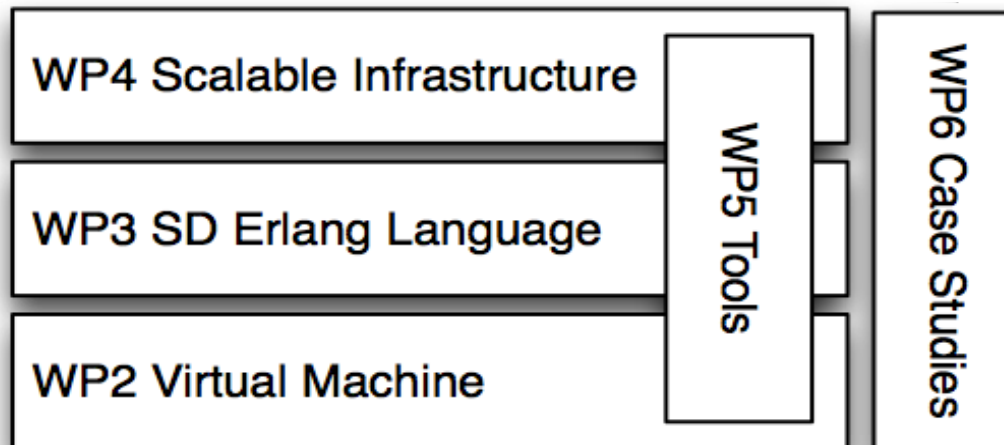 WP4 Scalable Infrastructure
WP3 SD Erlang Language
WP2 Virtual Machine
WP5 Tools
WP6 Case Studies